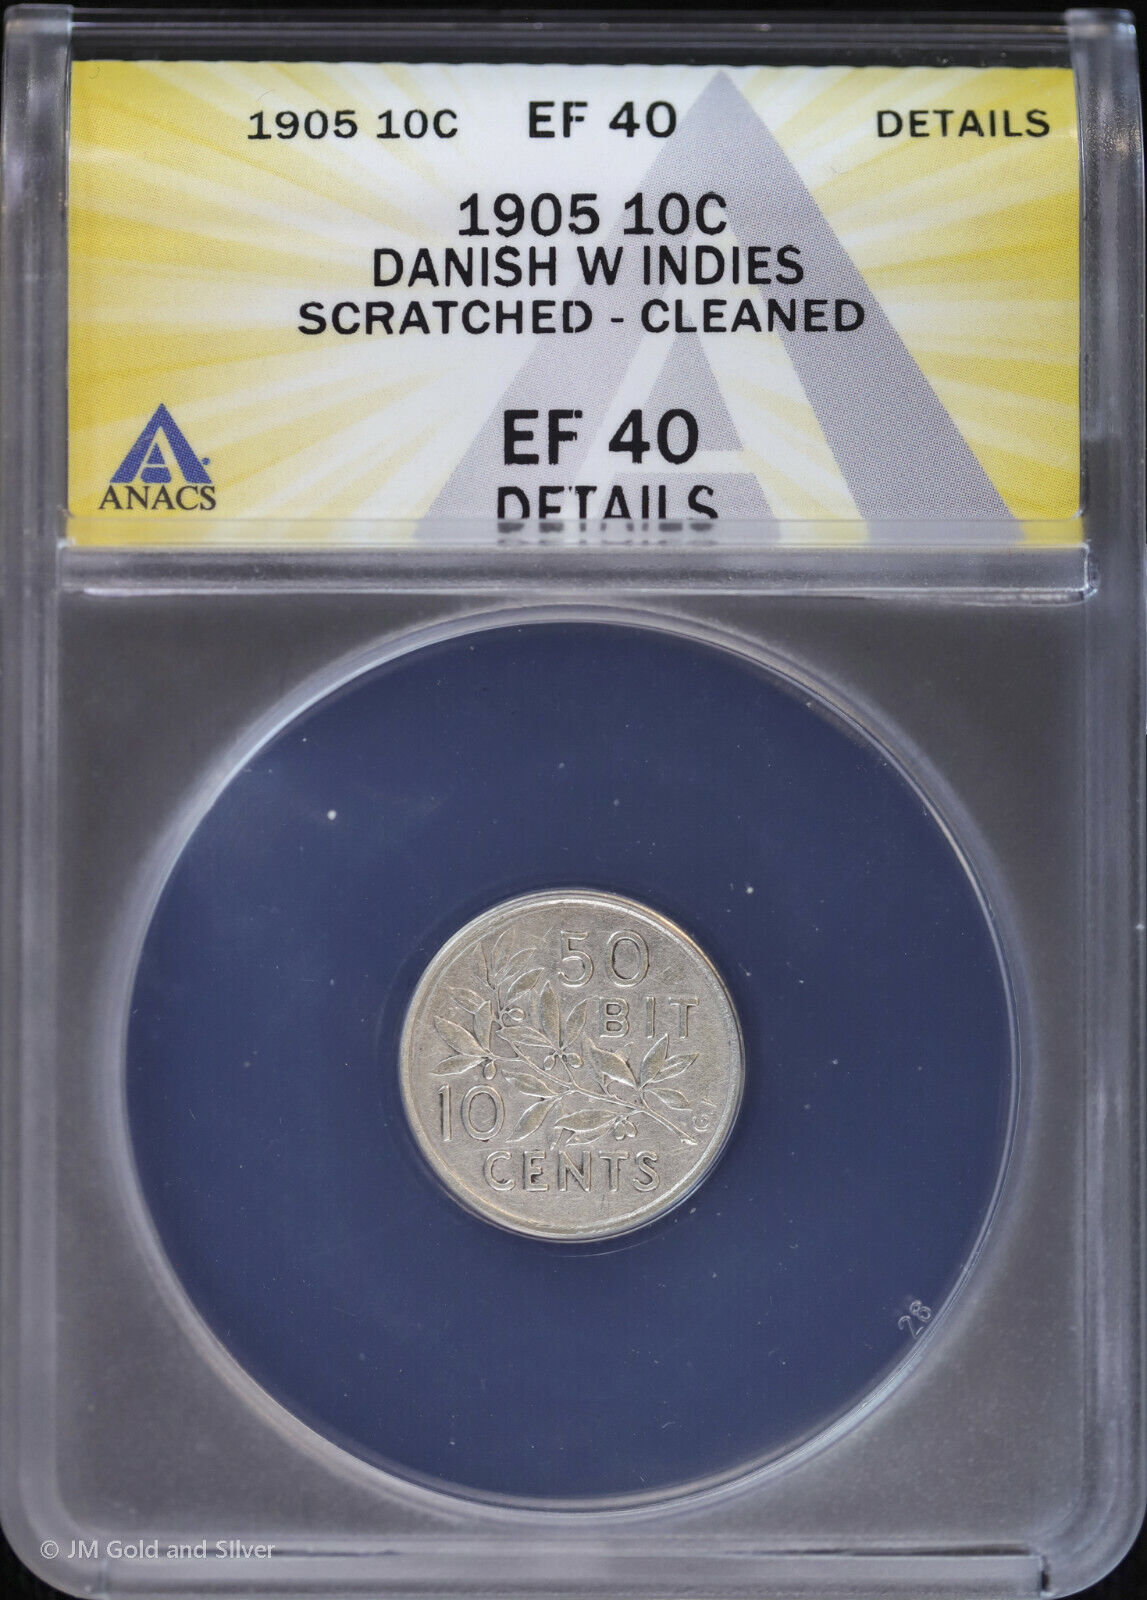 1905 10C EF 40 DETAILS
1905 10C
DANISH W INDIES
SCRATCHED - CLEANED
EF 40
DETAILS
ANACS
50
BIT
10
CENTS
26
© JM Gold and Silver